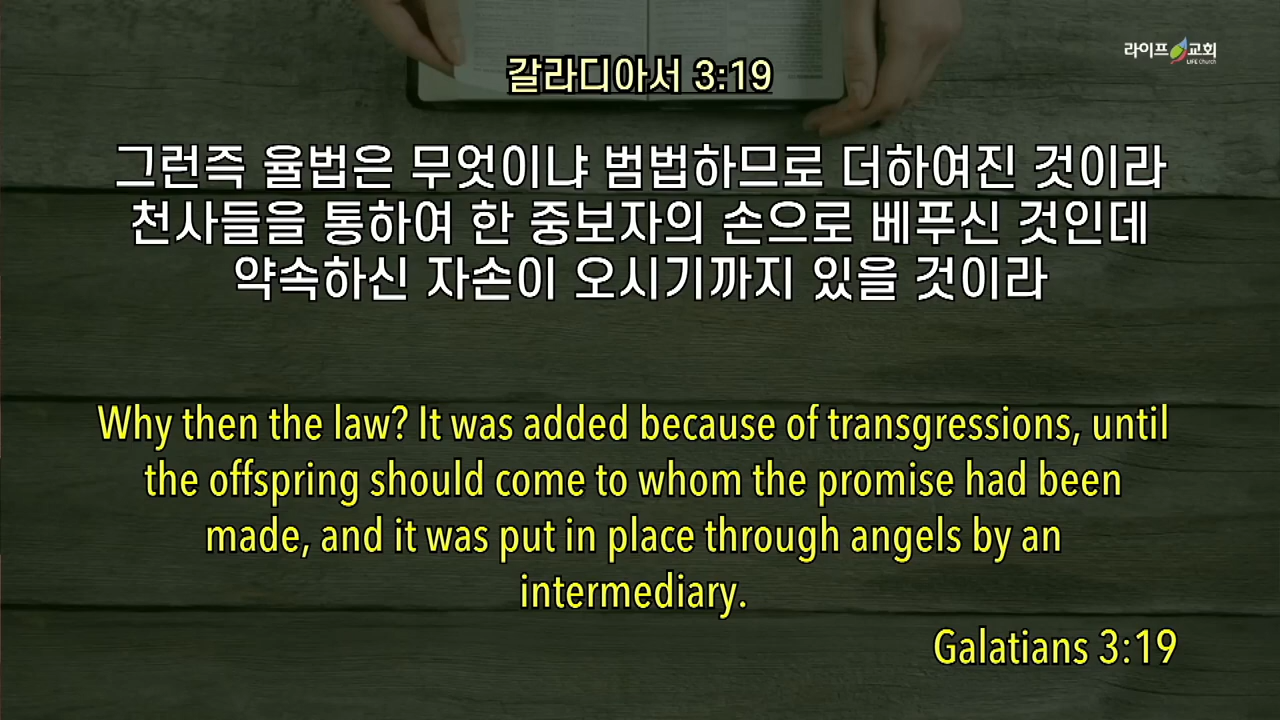 라이프 교회
LIFE Church
갈라디아서 3:19
그런즉 율법은 무엇이냐 범법하므로 더하여진 것이라
천사들을 통하여 한 중보자의 손으로 베푸신 것인데
약속하신 자손이 오시기까지 있을 것이라
Why then the law? It was added because of transgressions, until
the offspring should come to whom the promise had been
made, and it was put in place through angels by an
intermediary.
Galatians 3:19